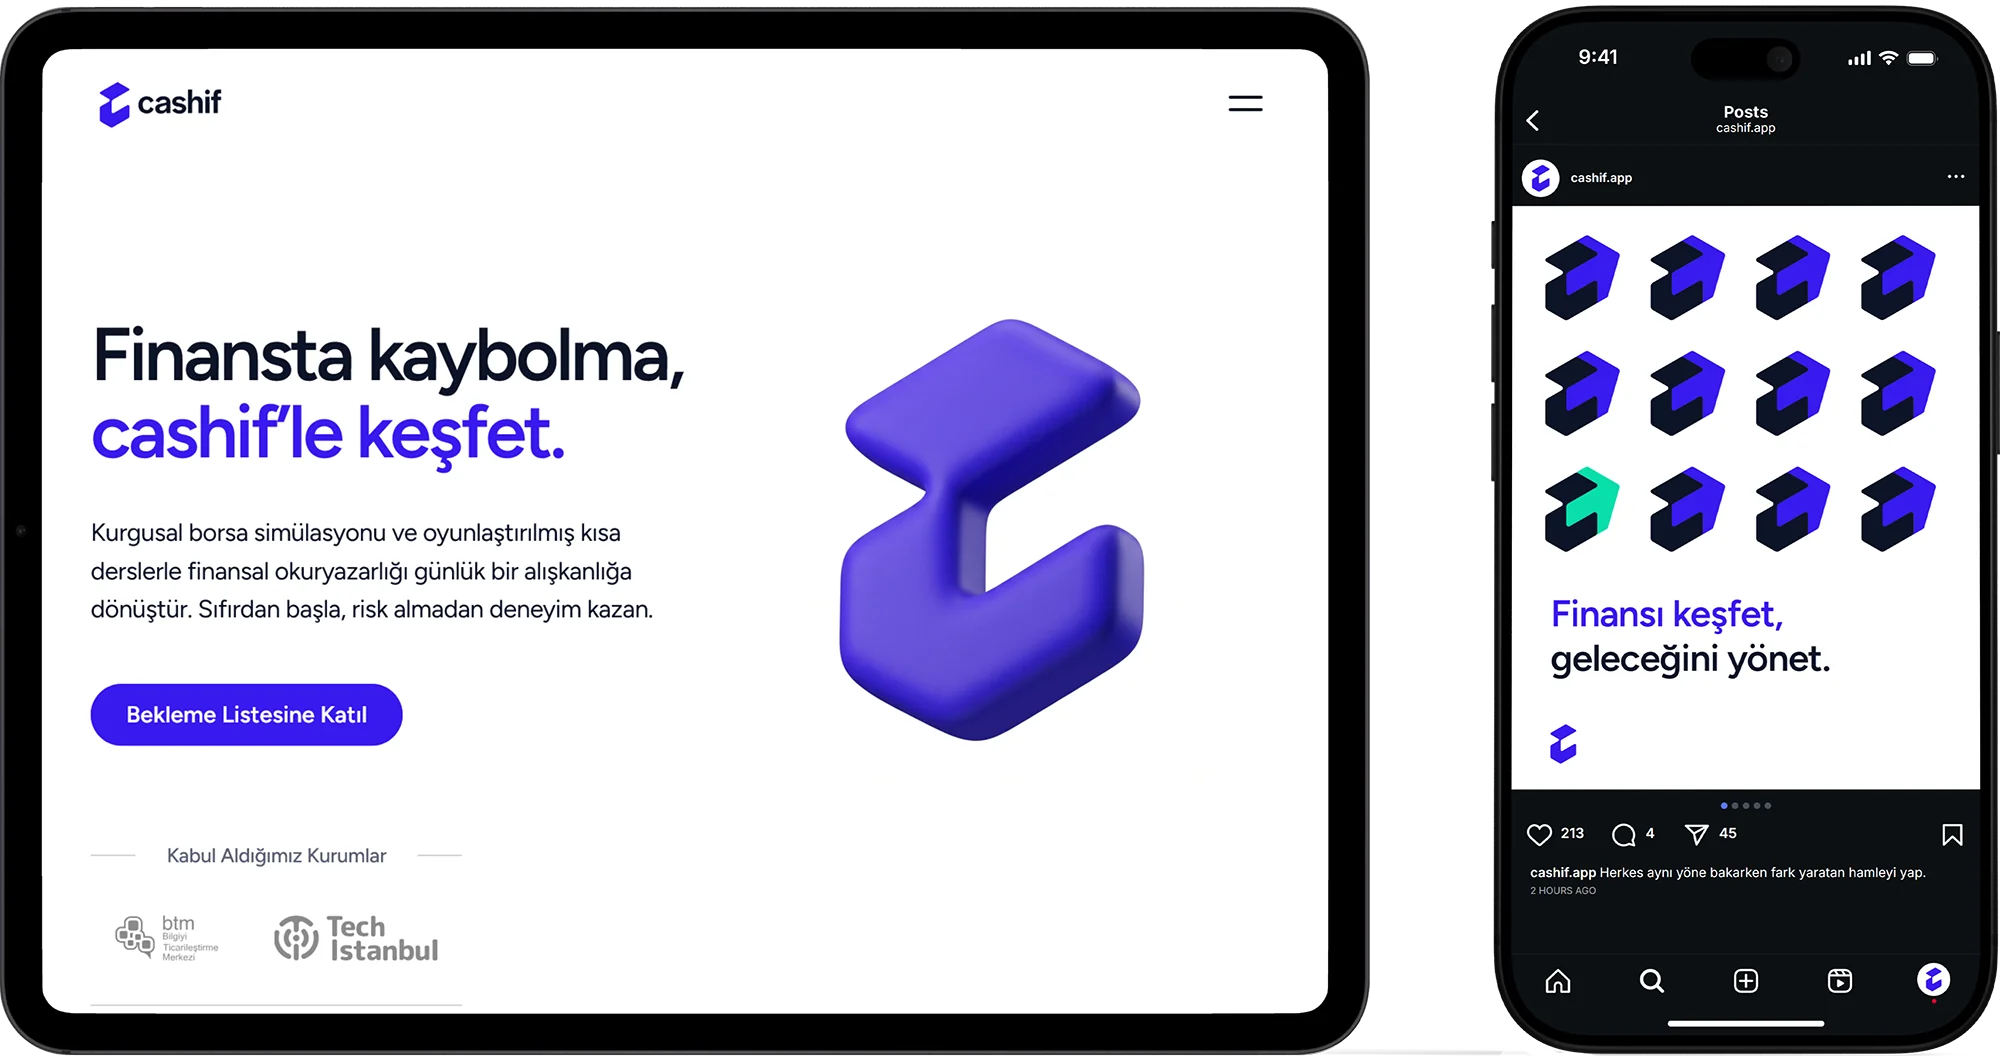 cashif
Finansta kaybolma,
cashif'le keşfet.
Kurgusal borsa simülasyonu ve oyunlaştırılmış kısa
derslerle finansal okuryazarlığı günlük bir alışkanlığa
dönüştür. Sıfırdan başla, risk almadan deneyim kazan.
Bekleme Listesine Katıl
Kabul Aldığımız Kurumlar
btm
Bilgiyi
Ticarileştirme
Merkezi
Tech
Istanbul
9:41
Posts
cashif.app
cashif.app
Finansı keşfet,
geleceğini yönet.
213 4 45
cashif.app Herkes aynı yöne bakarken fark yaratan hamleyi yap.
2 HOURS AGO